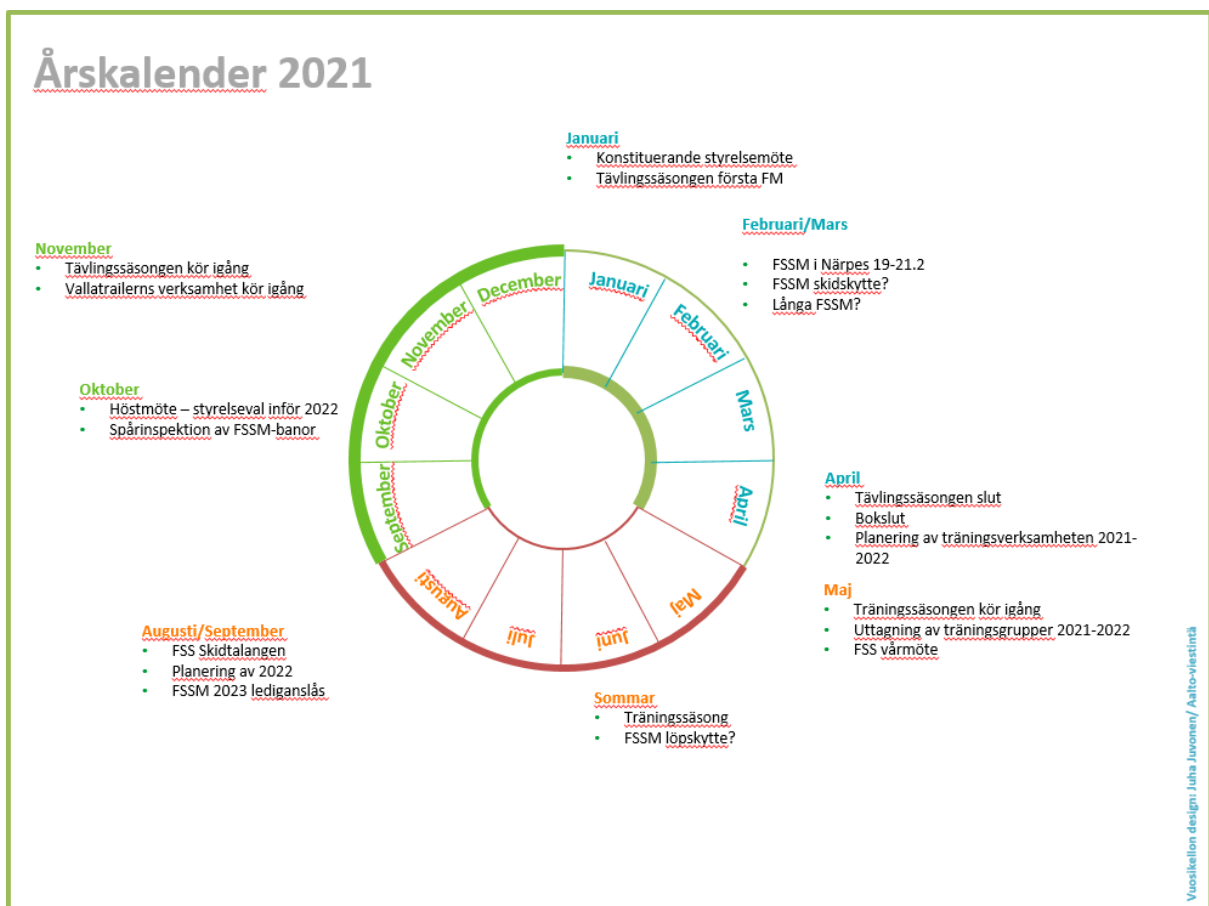 Årskalender 2021
Januari
• Konstituerande styrelsemöte
• Tävlingssäsongen första FM
Februari/Mars
• FSSM i Närpes 19-21.2
• FSSM skidskytte?
• Långa FSSM?
April
• Tävlingssäsongen slut
• Bokslut
• Planering av träningsverksamheten 2021-
2022
Maj
• Träningssäsongen kör igång
• Uttagning av träningsgrupper 2021-2022
• FSS vårmöte
Sommar
• Träningssäsong
• FSSM löpskytte?
Augusti/September
• FSS Skidtalangen
• Planering av 2022
• FSSM 2023 lediganslås
Oktober
• Höstmöte – styrelseval inför 2022
• Spårinspektion av FSSM-banor
November
• Tävlingssäsongen kör igång
• Vallatrailerns verksamhet kör igång
Januari
Februari
Mars
April
Maj
Juni
Juli
Augusti
September
Oktober
November
December
Vuosikellon design: Juha Juvonen/ Aalto-viestintä